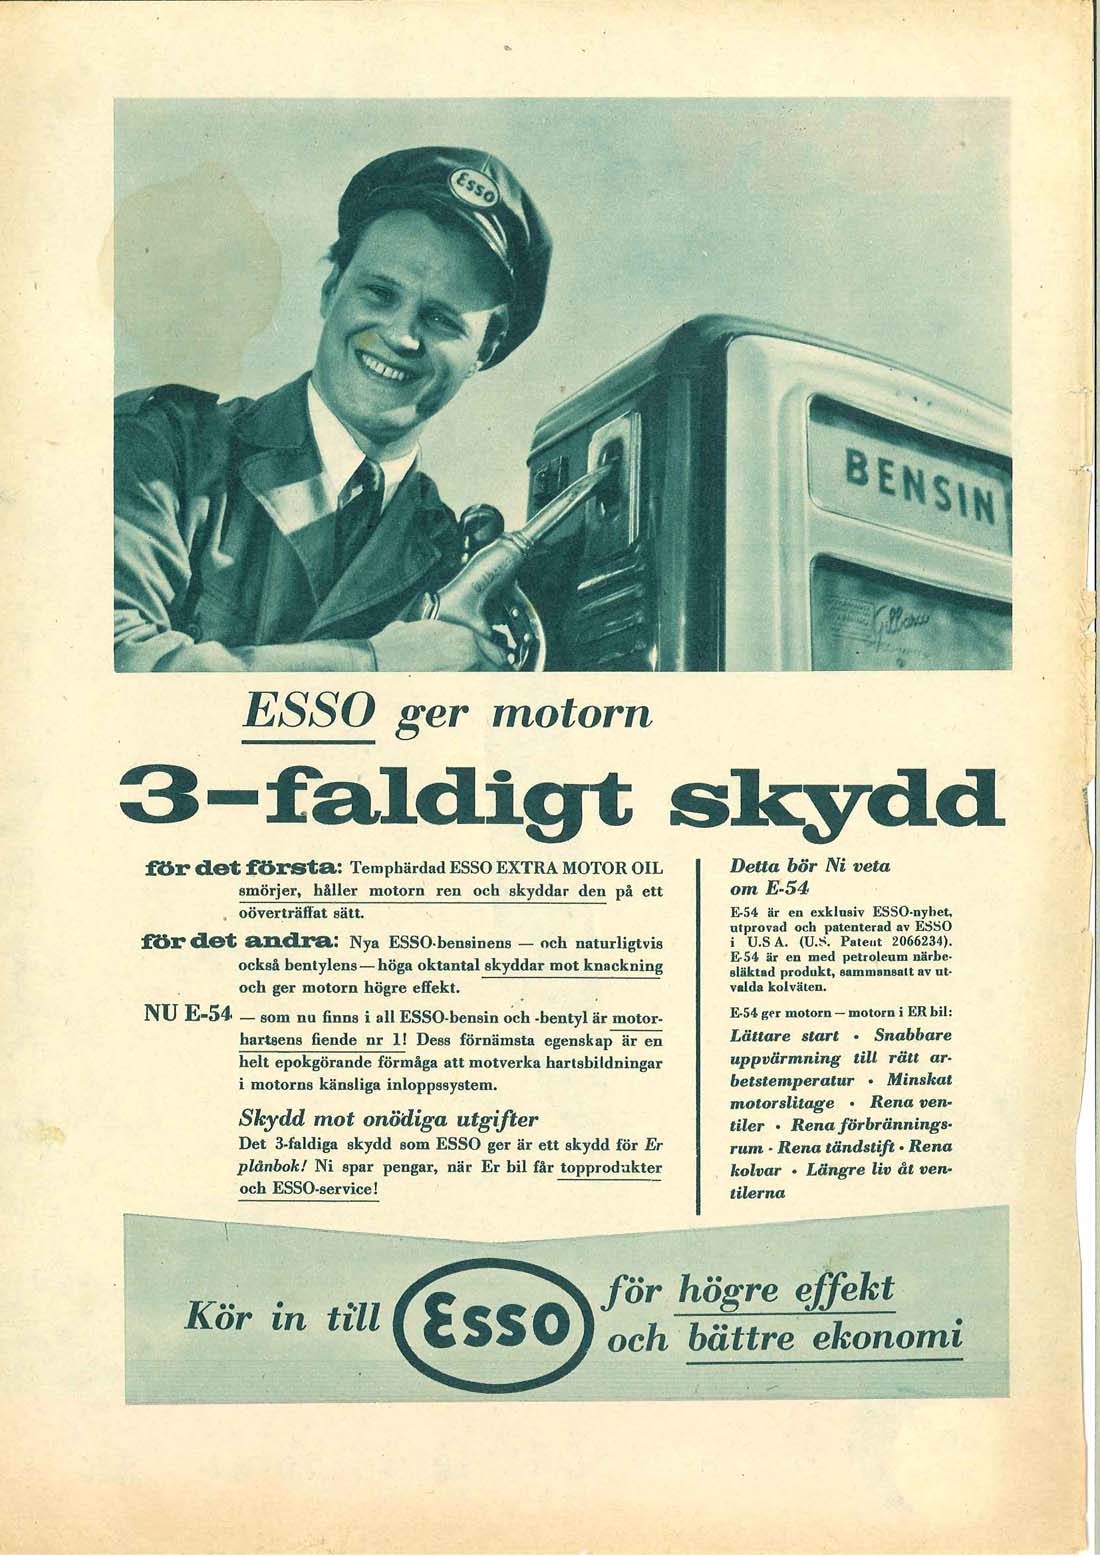 Esso
BENSIN
ESSO ger motorn
3-faldigt skydd
för det första: Temphärdad ESSO EXTRA MOTOR OIL
smörjer, håller motorn ren och skyddar den på ett
oöverträffat sätt.
för det andra: Nya ESSO-bensinens — och naturligtvis
också bentylens — höga oktantal skyddar mot knackning
och ger motorn högre effekt.
NU E-54 — som nu finns i all ESSO-bensin och -bentyl är motor-
hartsens fiende nr 1! Dess förnämsta egenskap är en
helt epokgörande förmåga att motverka hartsbildningar
i motorns känsliga inloppssystem.
Skydd mot onödiga utgifter
Det 3-faldiga skydd som ESSO ger är ett skydd för Er
plånbok! Ni spar pengar, när Er bil får topprodukter
och ESSO-service!
Detta bör Ni veta
om E-54
E-54 är en exklusiv ESSO-nyhet,
utprovad och patenterad av ESSO
i U.S A. (U.S. Patent 2066234).
E-54 är en med petroleum närbe-
släktad produkt, sammansatt av ut-
valda kolväten.
E-54 ger motorn — motorn i ER bil:
Lättare start • Snabbare
uppvärmning till rätt ar-
betstemperatur • Minskat
motorslitage • Rena ven-
tiler • Rena förbrännings-
rum • Rena tändstift • Rena
kolvar • Längre liv åt ven-
tilerna
Kör in till Esso för högre effekt
och bättre ekonomi